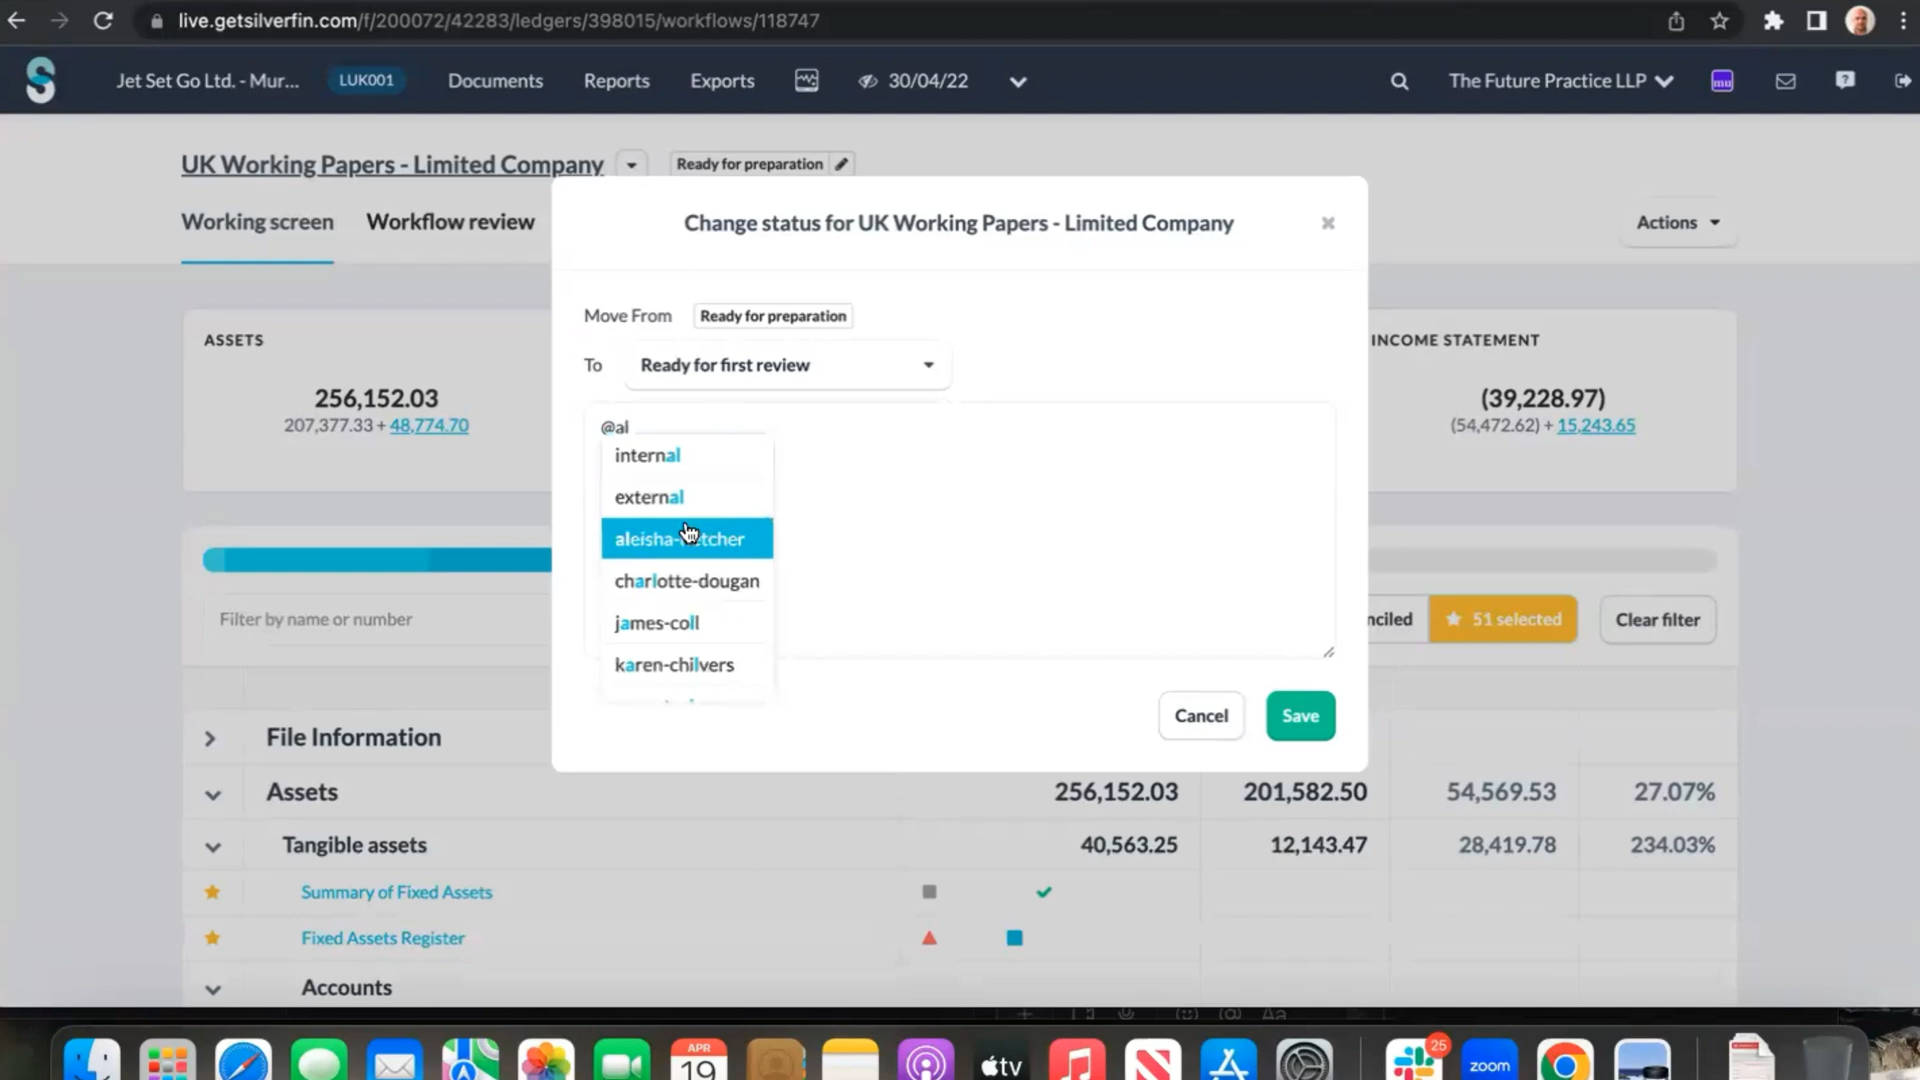 live.getsilverfin.com/f/200072/42283/ledgers/398015/workflows/118747
Jet Set Go Ltd. - Mur... LUK001 Documents Reports Exports 30/04/22 The Future Practice LLP mu
UK Working Papers - Limited Company Ready for preparation
Working screen Workflow review Actions
Change status for UK Working Papers - Limited Company
Move From Ready for preparation
To Ready for first review
@al
internal
external
aleisha-
charlotte-dougan
james-coll
karen-chilvers
Cancel Save
ASSETS
256,152.03
207,377.33 + 48,774.70
INCOME STATEMENT
(39,228.97)
(54,472.62) + 15,243.65
Filter by name or number 51 selected Clear filter
File Information
Assets 256,152.03 201,582.50 54,569.53 27.07%
Tangible assets 40,563.25 12,143.47 28,419.78 234.03%
Summary of Fixed Assets
Fixed Assets Register
Accounts
APR
19
tv
25
zoom